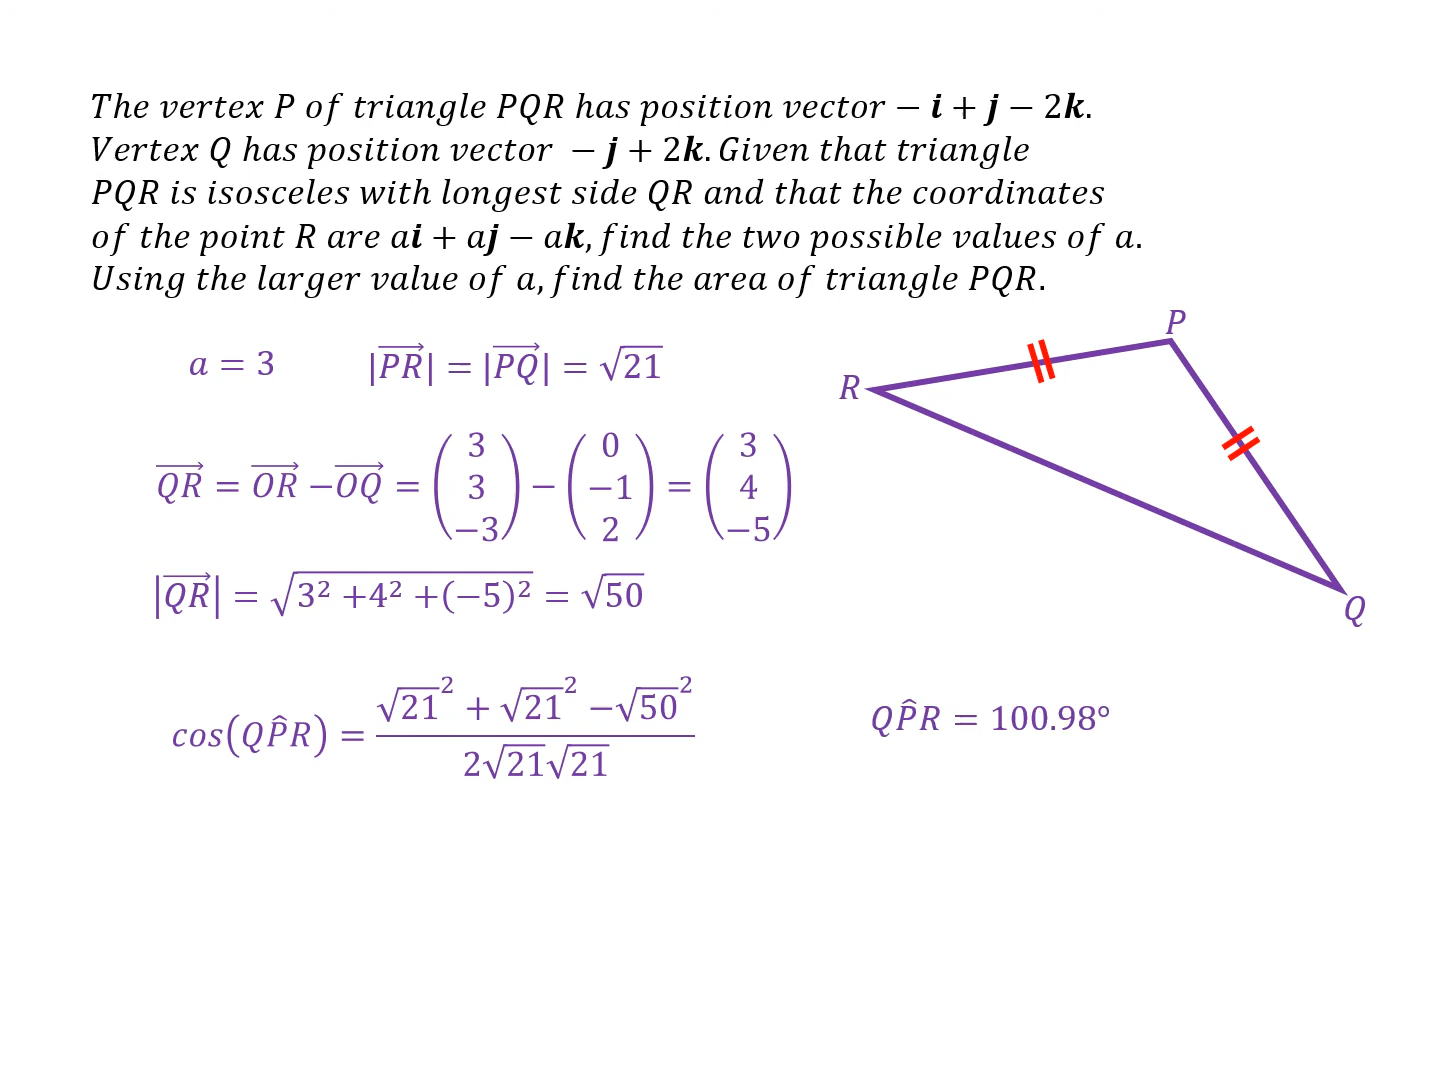 The vertex P of triangle PQR has position vector − i + j − 2k.
Vertex Q has position vector − j + 2k. Given that triangle
PQR is isosceles with longest side QR and that the coordinates
of the point R are ai + aj − ak, find the two possible values of a.
Using the larger value of a, find the area of triangle PQR.
P
a = 3 |PR⃗| = |PQ⃗| = √21
R
QR⃗ = OR⃗ −OQ⃗ = (3 3 −3) − (0 −1 2) = (3 4 −5)
|QR⃗| = √(3² +4² +(−5)²) = √50
Q
cos(QP̂R) = (√21² + √21² −√50²) / (2√21√21)
QP̂R = 100.98°